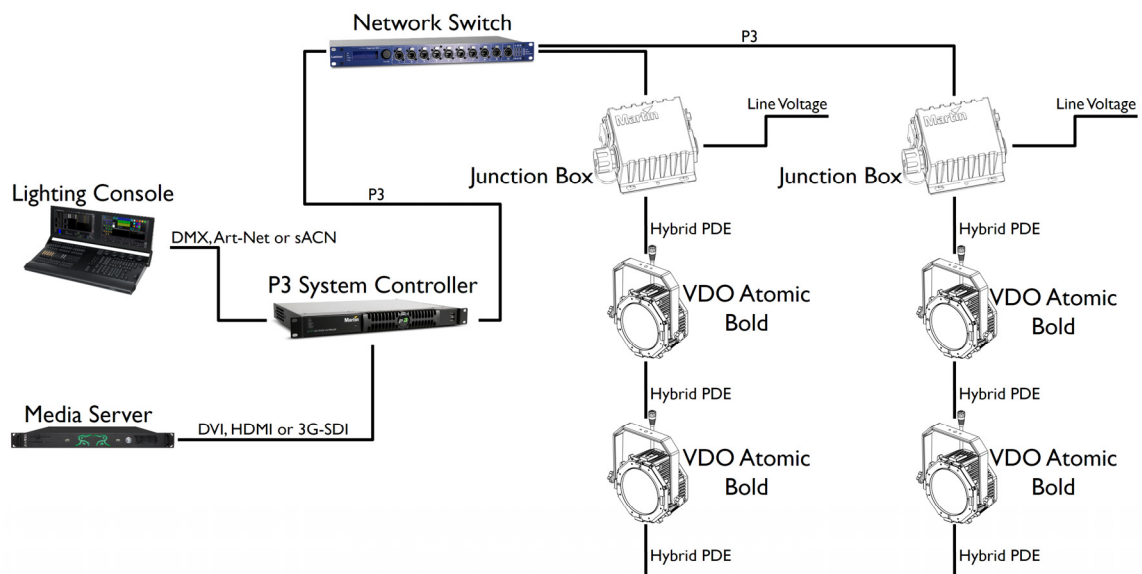 Network Switch
P3
Martin
Line Voltage
Martin
Line Voltage
Junction Box
Junction Box
Lighting Console
P3
DMX, Art-Net or sACN
Hybrid PDE
Hybrid PDE
P3 System Controller
Martin
P3
VDO Atomic
Bold
VDO Atomic
Bold
Hybrid PDE
Hybrid PDE
Media Server
DVI, HDMI or 3G-SDI
VDO Atomic
Bold
VDO Atomic
Bold
Hybrid PDE
Hybrid PDE